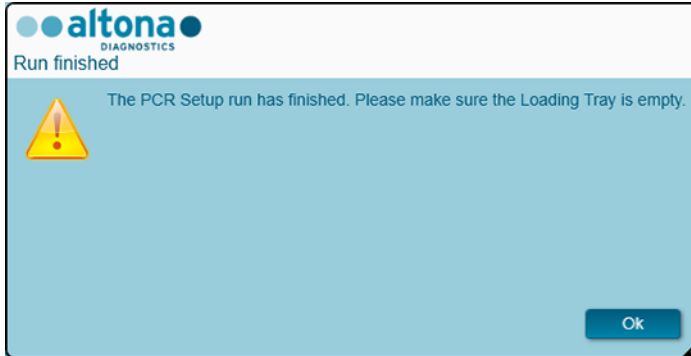 altona
DIAGNOSTICS
Run finished
The PCR Setup run has finished. Please make sure the Loading Tray is empty.
Ok